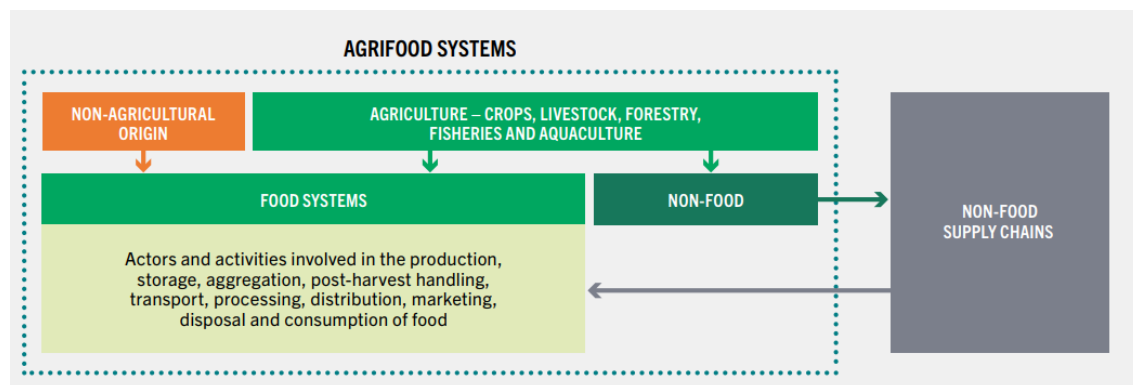 AGRIFOOD SYSTEMS
NON-AGRICULTURAL
ORIGIN
AGRICULTURE – CROPS, LIVESTOCK, FORESTRY,
FISHERIES AND AQUACULTURE
FOOD SYSTEMS
NON-FOOD
Actors and activities involved in the production,
storage, aggregation, post-harvest handling,
transport, processing, distribution, marketing,
disposal and consumption of food
NON-FOOD
SUPPLY CHAINS